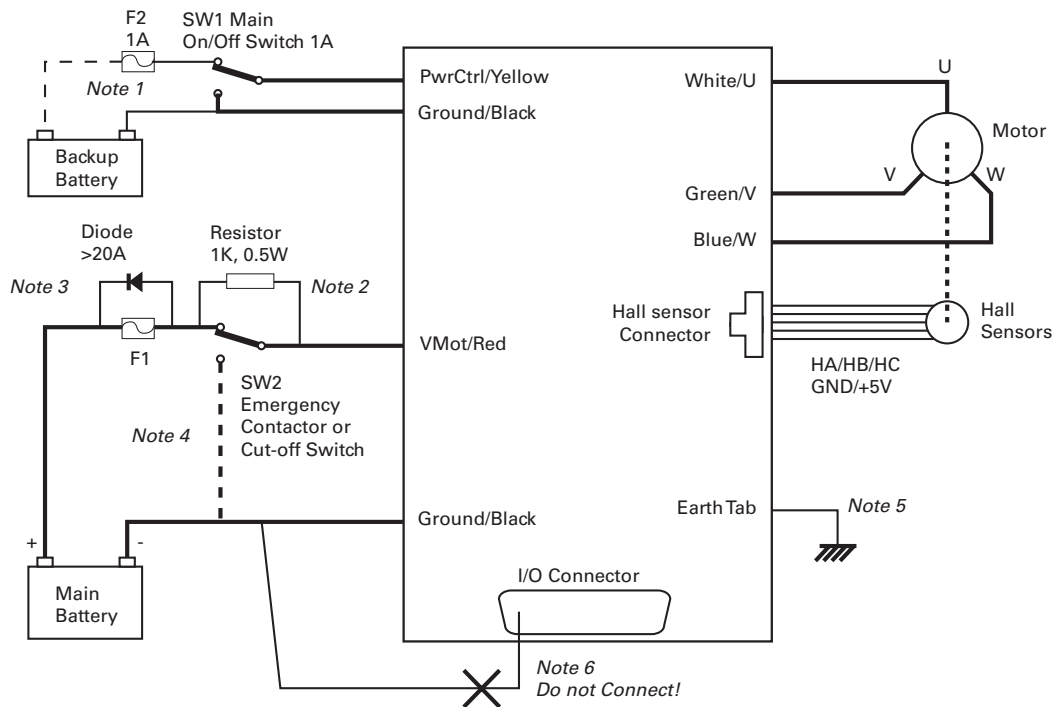 F2
1A
SW1 Main
On/Off Switch 1A
Note 1
Backup
Battery
PwrCtrl/Yellow
Ground/Black
White/U
U
Motor
V
W
Green/V
Blue/W
Diode
>20A
Resistor
1K, 0.5W
Note 3
Note 2
F1
VMot/Red
Hall sensor
Connector
Hall
Sensors
HA/HB/HC
GND/+5V
SW2
Emergency
Contactor or
Cut-off Switch
Note 4
Ground/Black
Earth Tab
Note 5
+
-
Main
Battery
I/O Connector
Note 6
Do not Connect!